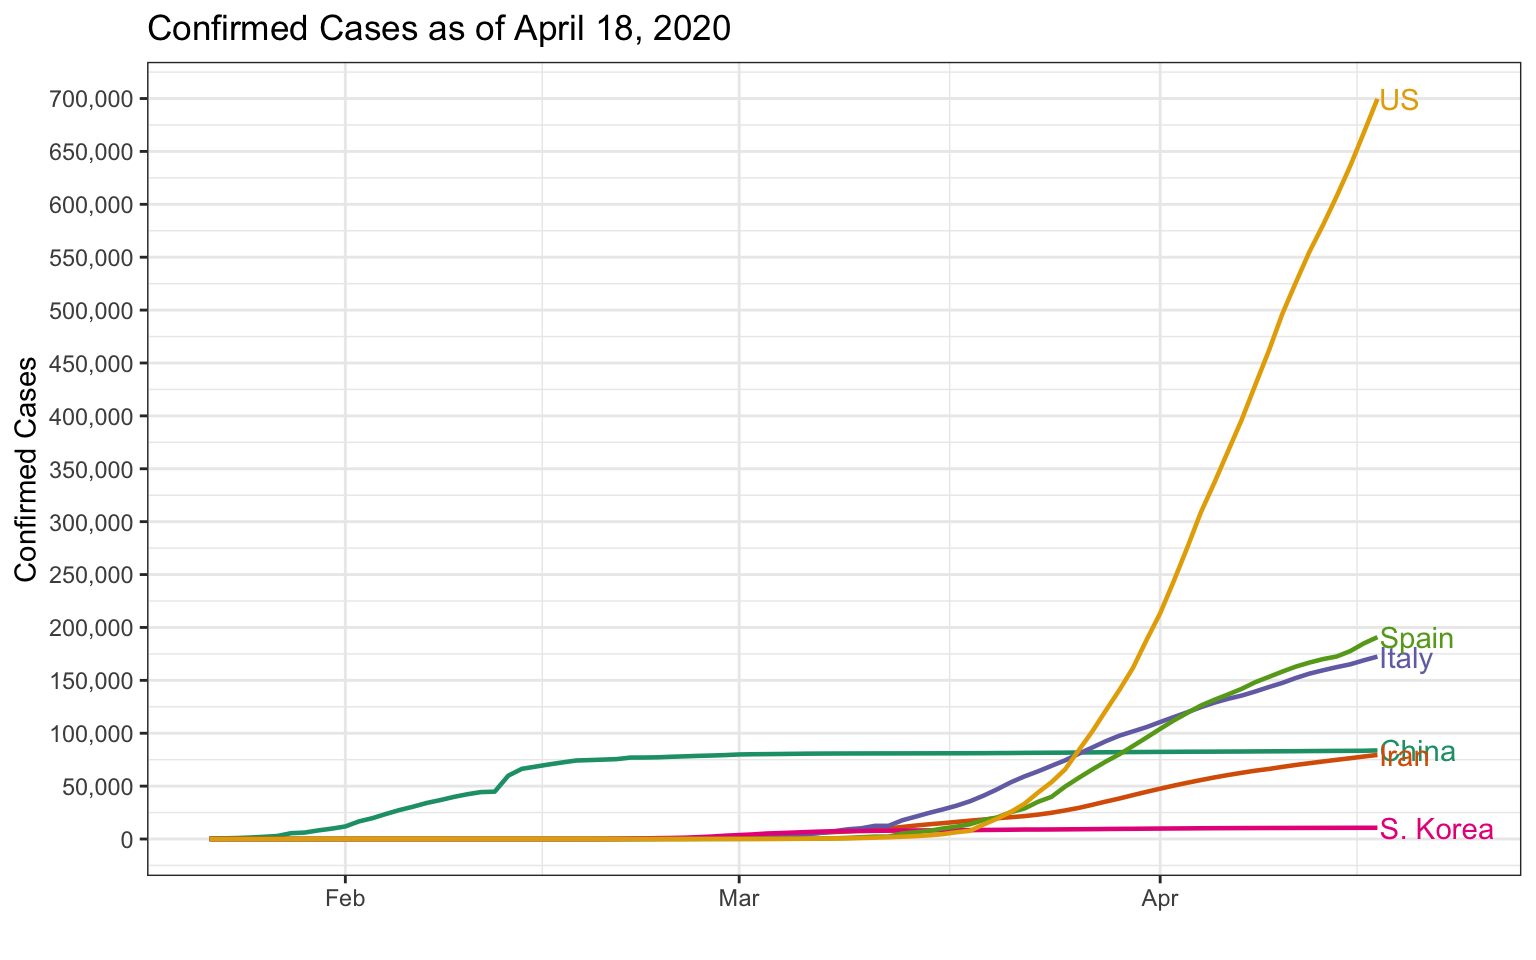 Confirmed Cases as of April 18, 2020
Confirmed Cases
700,000
650,000
600,000
550,000
500,000
450,000
400,000
350,000
300,000
250,000
200,000
150,000
100,000
50,000
0
US
Spain
Italy
China
Iran
S. Korea
Feb Mar Apr